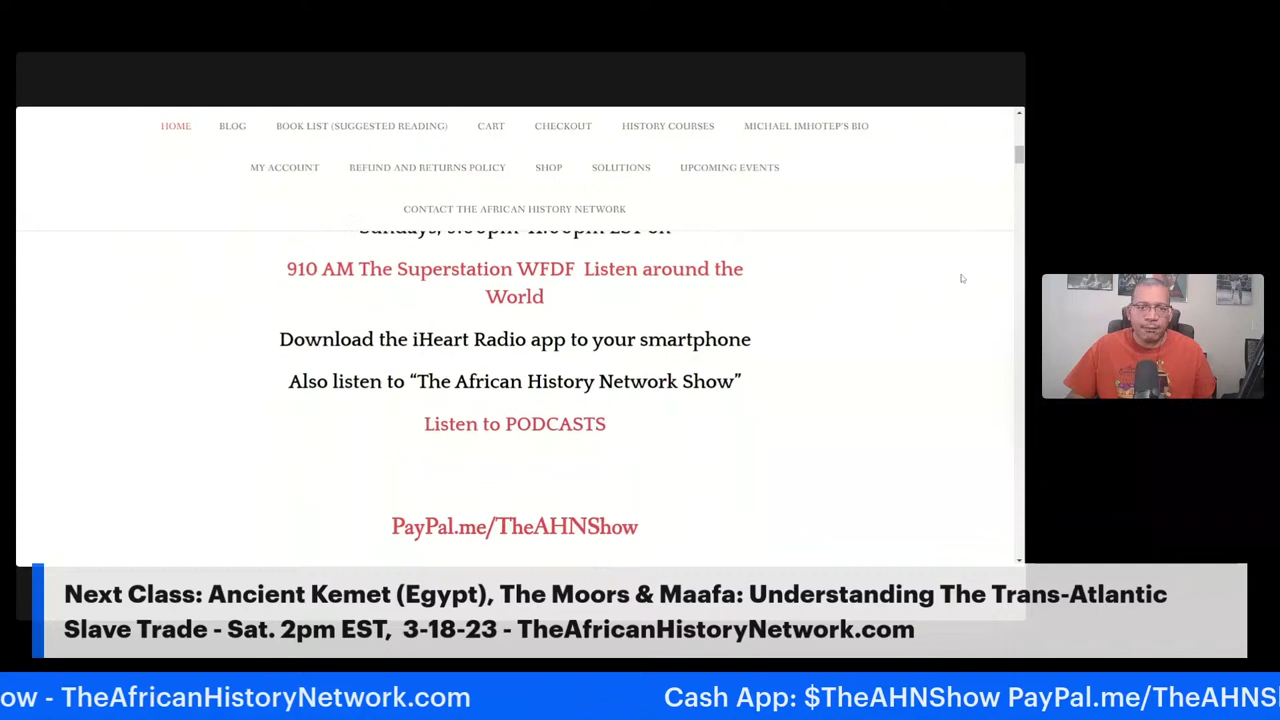 HOME BLOG BOOK LIST (SUGGESTED READING) CART CHECKOUT HISTORY COURSES MICHAEL IMHOTEP'S BIO
MY ACCOUNT REFUND AND RETURNS POLICY SHOP SOLUTIONS UPCOMING EVENTS
CONTACT THE AFRICAN HISTORY NETWORK
910 AM The Superstation WFDF Listen around the
World
Download the iHeart Radio app to your smartphone
Also listen to “The African History Network Show”
Listen to PODCASTS
PayPal.me/TheAHNShow
Next Class: Ancient Kemet (Egypt), The Moors & Maafa: Understanding The Trans-Atlantic
Slave Trade - Sat. 2pm EST, 3-18-23 - TheAfricanHistoryNetwork.com
ow - TheAfricanHistoryNetwork.com Cash App: $TheAHNShow PayPal.me/TheAHNS